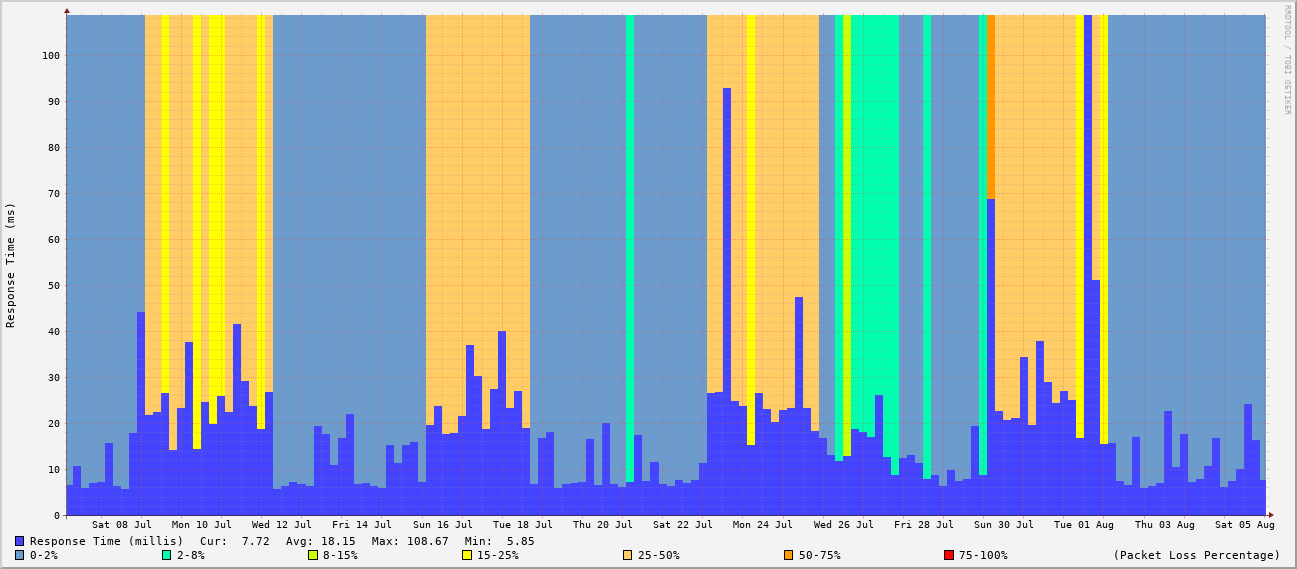 RRDTOOL / TOBI OETIKER
Response Time (ms)
100
90
80
70
60
50
40
30
20
10
0
Sat 08 Jul Mon 10 Jul Wed 12 Jul Fri 14 Jul Sun 16 Jul Tue 18 Jul Thu 20 Jul Sat 22 Jul Mon 24 Jul Wed 26 Jul Fri 28 Jul Sun 30 Jul Tue 01 Aug Thu 03 Aug Sat 05 Aug
Response Time (millis) Cur: 7.72 Avg: 18.15 Max: 108.67 Min: 5.85
0-2% 2-8% 8-15% 15-25% 25-50% 50-75% 75-100% (Packet Loss Percentage)